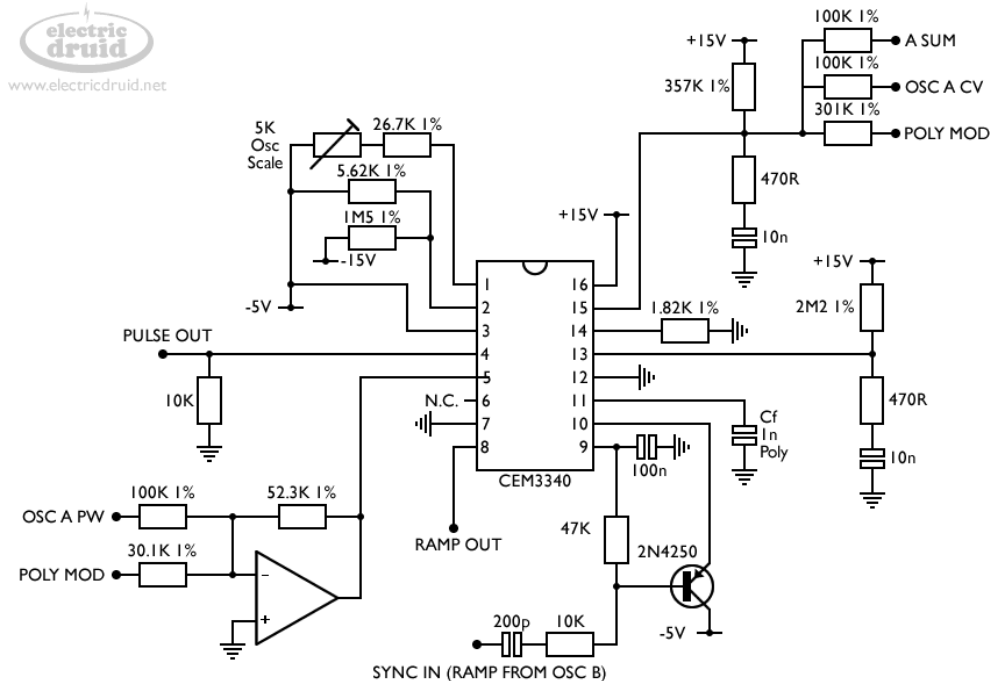 electric
druid
www.electricdruid.net
100K 1%
+15V
A SUM
100K 1%
357K 1%
OSC A CV
301K 1%
POLY MOD
5K
Osc
Scale
26.7K 1%
5.62K 1%
470R
1M5 1%
+15V
-15V
10n
+15V
-5V
1
2
3
4
5
6
7
8
16
15
14
13
12
11
10
9
1.82K 1%
2M2 1%
PULSE OUT
10K
N.C.
470R
Cf
1n
Poly
10n
100n
CEM3340
100K 1%
52.3K 1%
OSC A PW
RAMP OUT
47K
2N4250
30.1K 1%
POLY MOD
-
+
200p
10K
-5V
SYNC IN (RAMP FROM OSC B)